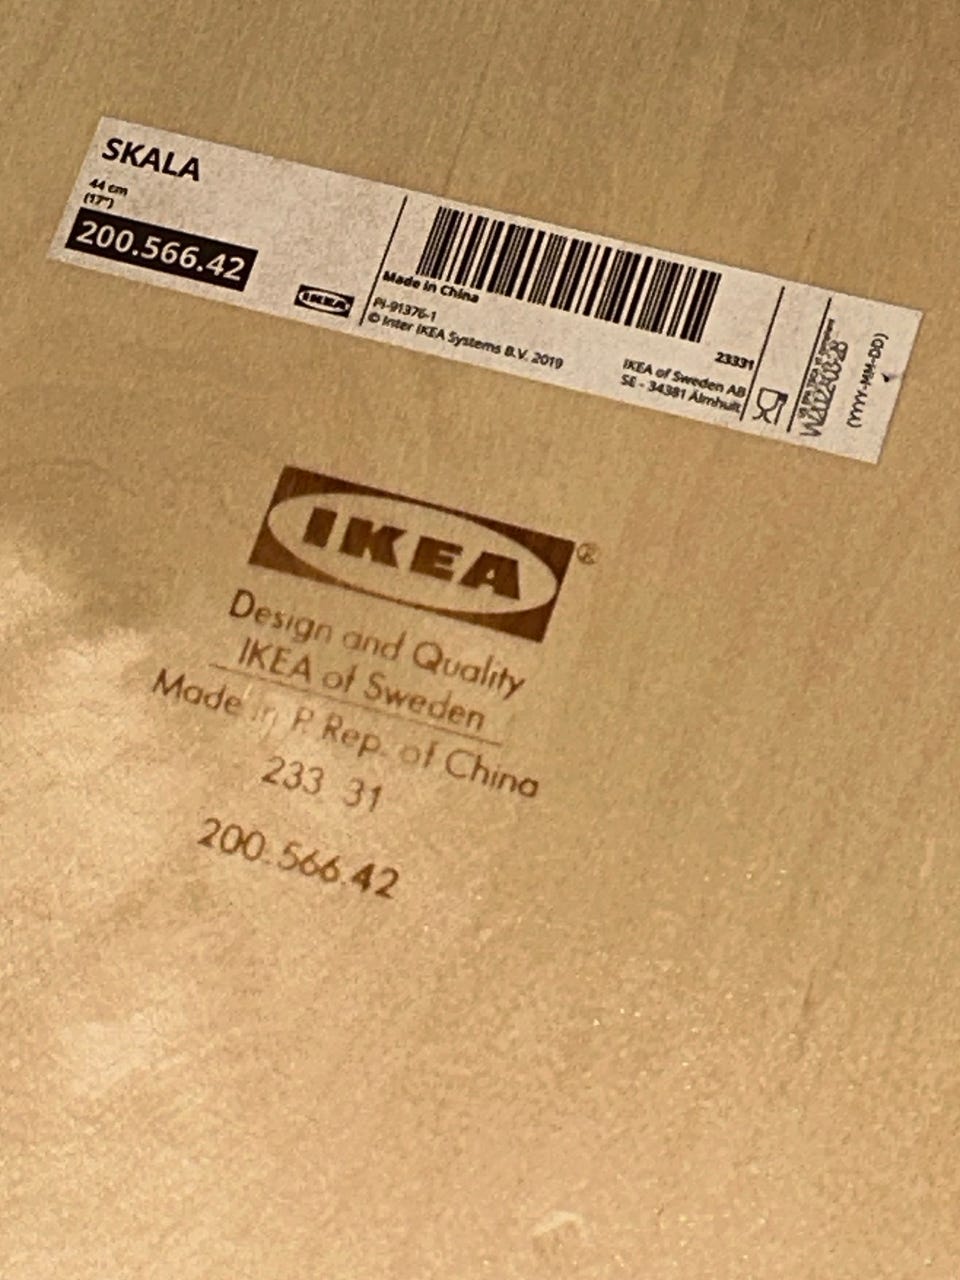 SKALA
44 cm
(17")
200.566.42
IKEA
Made in China
PI-91376-1
© Inter IKEA Systems B.V. 2019
23331
IKEA of Sweden AB
SE - 34381 Älmhult
(YYYY-MM-DD)
IKEA®
Design and Quality
IKEA of Sweden
Made in P. Rep. of China
233 31
200.566.42